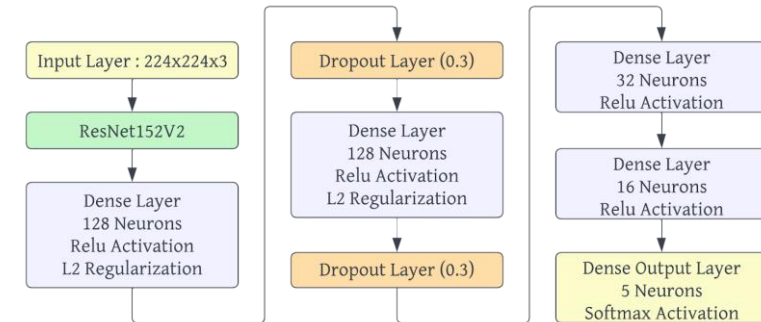 Input Layer : 224x224x3
ResNet152V2
Dense Layer
128 Neurons
Relu Activation
L2 Regularization
Dropout Layer (0.3)
Dense Layer
128 Neurons
Relu Activation
L2 Regularization
Dropout Layer (0.3)
Dense Layer
32 Neurons
Relu Activation
Dense Layer
16 Neurons
Relu Activation
Dense Output Layer
5 Neurons
Softmax Activation